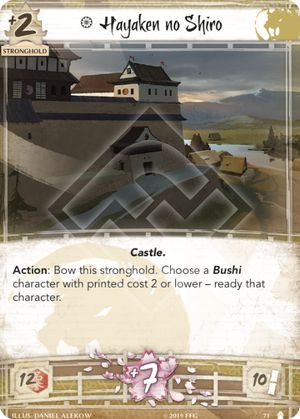 +2
STRONGHOLD
Hayaken no Shiro
Castle.
Action: Bow this stronghold. Choose a Bushi
character with printed cost 2 or lower – ready that
character.
12
+7
10
ILLUS: DANIEL ALEKOW
© 2019 FFG
71